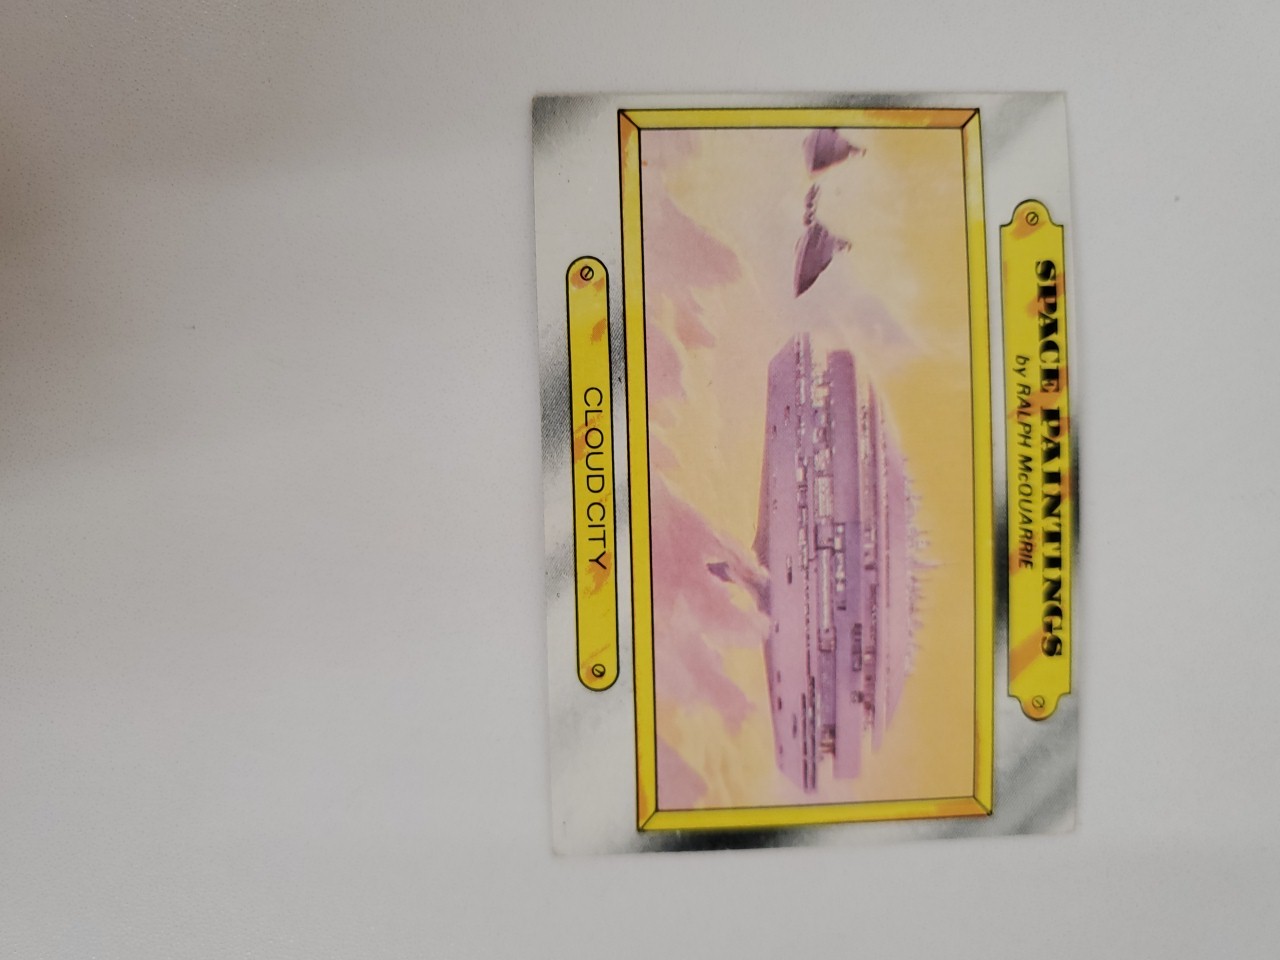 SPACE PAINTINGS
by RALPH McQUARRIE
CLOUD CITY